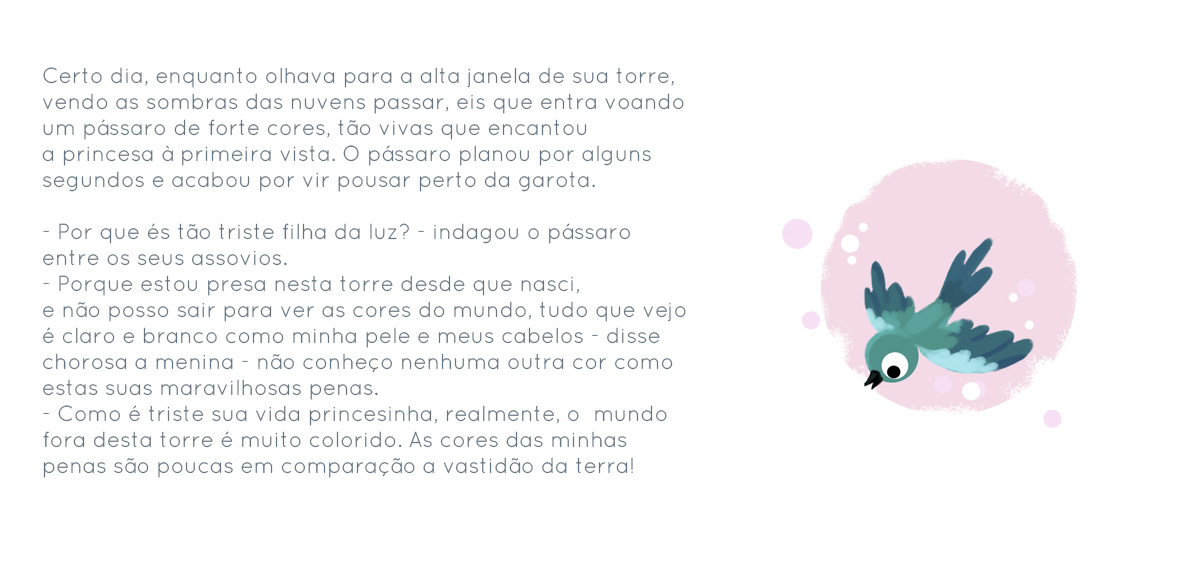 Certo dia, enquanto olhava para a alta janela de sua torre,
vendo as sombras das nuvens passar, eis que entra voando
um pássaro de forte cores, tão vivas que encantou
a princesa à primeira vista. O pássaro planou por alguns
segundos e acabou por vir pousar perto da garota.

- Por que és tão triste filha da luz? - indagou o pássaro
entre os seus assovios.
- Porque estou presa nesta torre desde que nasci,
e não posso sair para ver as cores do mundo, tudo que vejo
é claro e branco como minha pele e meus cabelos - disse
chorosa a menina - não conheço nenhuma outra cor como
estas suas maravilhosas penas.
- Como é triste sua vida princesinha, realmente, o  mundo
fora desta torre é muito colorido. As cores das minhas
penas são poucas em comparação a vastidão da terra!